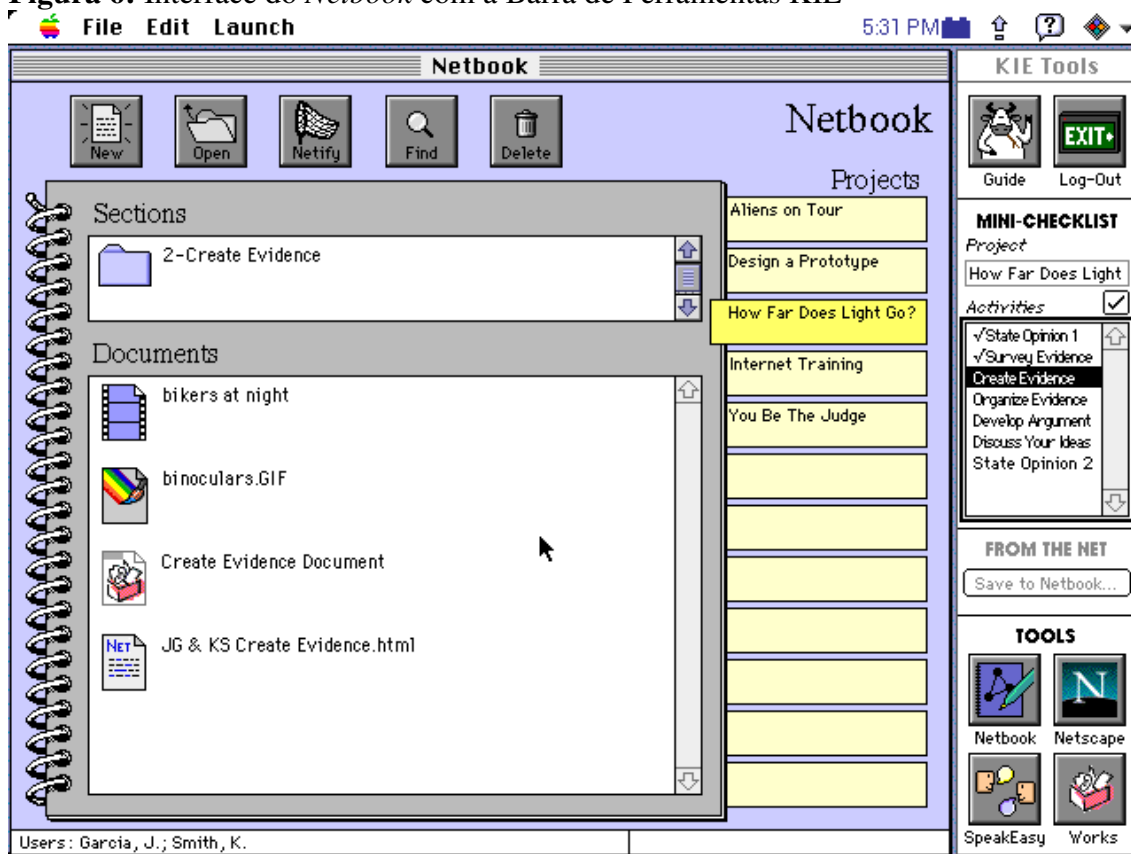 Figura 6: Interface do Netbook com a Barra de Ferramentas KIE
File Edit Launch
5:31 PM
Netbook
New
Open
Netify
Find
Delete
Netbook
Projects
Sections
2-Create Evidence
Documents
bikers at night
binoculars.GIF
Create Evidence Document
NET
JG & KS Create Evidence.html
Aliens on Tour
Design a Prototype
How Far Does Light Go?
Internet Training
You Be The Judge
Users: Garcia, J.; Smith, K.
KIE Tools
EXIT
Guide
Log-Out
MINI-CHECKLIST
Project
How Far Does Light
Activities
√State Opinion 1
√Survey Evidence
Create Evidence
Organize Evidence
Develop Argument
Discuss Your Ideas
State Opinion 2
FROM THE NET
Save to Netbook...
TOOLS
N
Netbook
Netscape
SpeakEasy
Works